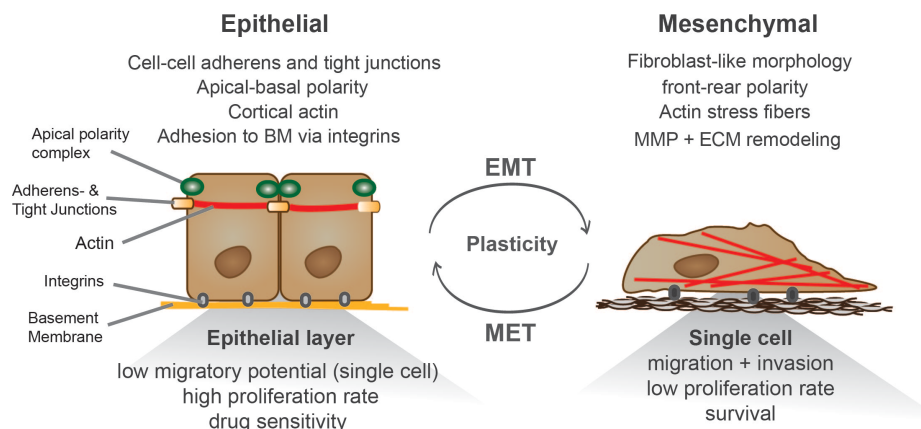 Epithelial
Cell-cell adherens and tight junctions
Apical-basal polarity
Cortical actin
Adhesion to BM via integrins
Apical polarity
complex
Adherens- &
Tight Junctions
Actin
Integrins
Basement
Membrane
Epithelial layer
low migratory potential (single cell)
high proliferation rate
drug sensitivity
EMT
Plasticity
MET
Mesenchymal
Fibroblast-like morphology
front-rear polarity
Actin stress fibers
MMP + ECM remodeling
Single cell
migration + invasion
low proliferation rate
survival